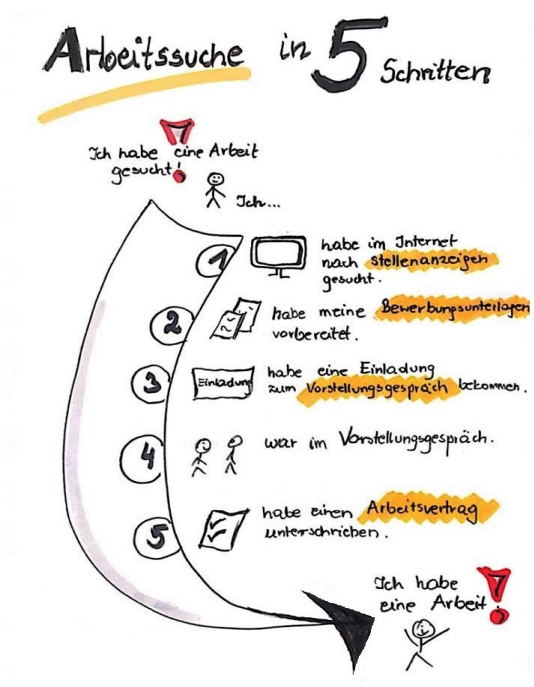 Arbeitssuche in 5 Schritten
Ich habe eine Arbeit
gesucht!
Ich...
1
habe im Internet
nach Stellenanzeigen
gesucht.
2
habe meine Bewerbungsunterlagen
vorbereitet.
3
Einladung
habe eine Einladung
zum Vorstellungsgespräch bekommen.
4
war im Vorstellungsgespräch.
5
habe einen Arbeitsvertrag
unterschrieben.
Ich habe
eine Arbeit!